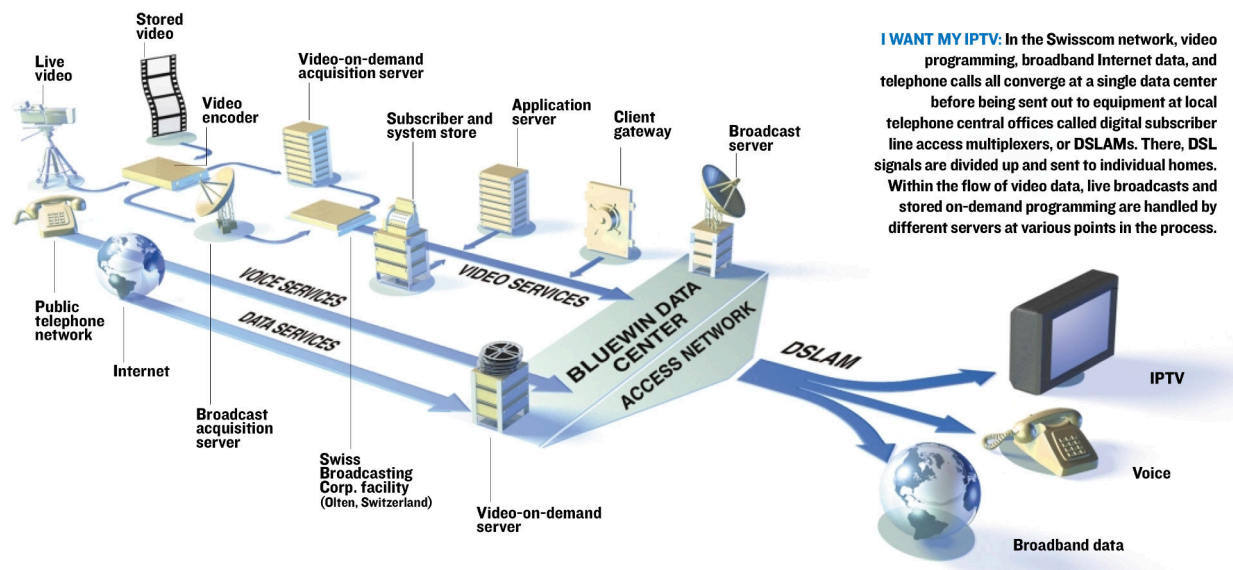 Stored
video
Live
video
Video
encoder
Video-on-demand
acquisition server
Subscriber and
system store
Application
server
Client
gateway
Broadcast
server
I WANT MY IPTV: In the Swisscom network, video
programming, broadband Internet data, and
telephone calls all converge at a single data center
before being sent out to equipment at local
telephone central offices called digital subscriber
line access multiplexers, or DSLAMs. There, DSL
signals are divided up and sent to individual homes.
Within the flow of video data, live broadcasts and
stored on-demand programming are handled by
different servers at various points in the process.
Public
telephone
network
Internet
Broadcast
acquisition
server
VOICE SERVICES
DATA SERVICES
VIDEO SERVICES
Swiss
Broadcasting
Corp. facility
(Olten, Switzerland)
Video-on-demand
server
BLUEWIN DATA
CENTER
ACCESS NETWORK
DSLAM
IPTV
Voice
Broadband data